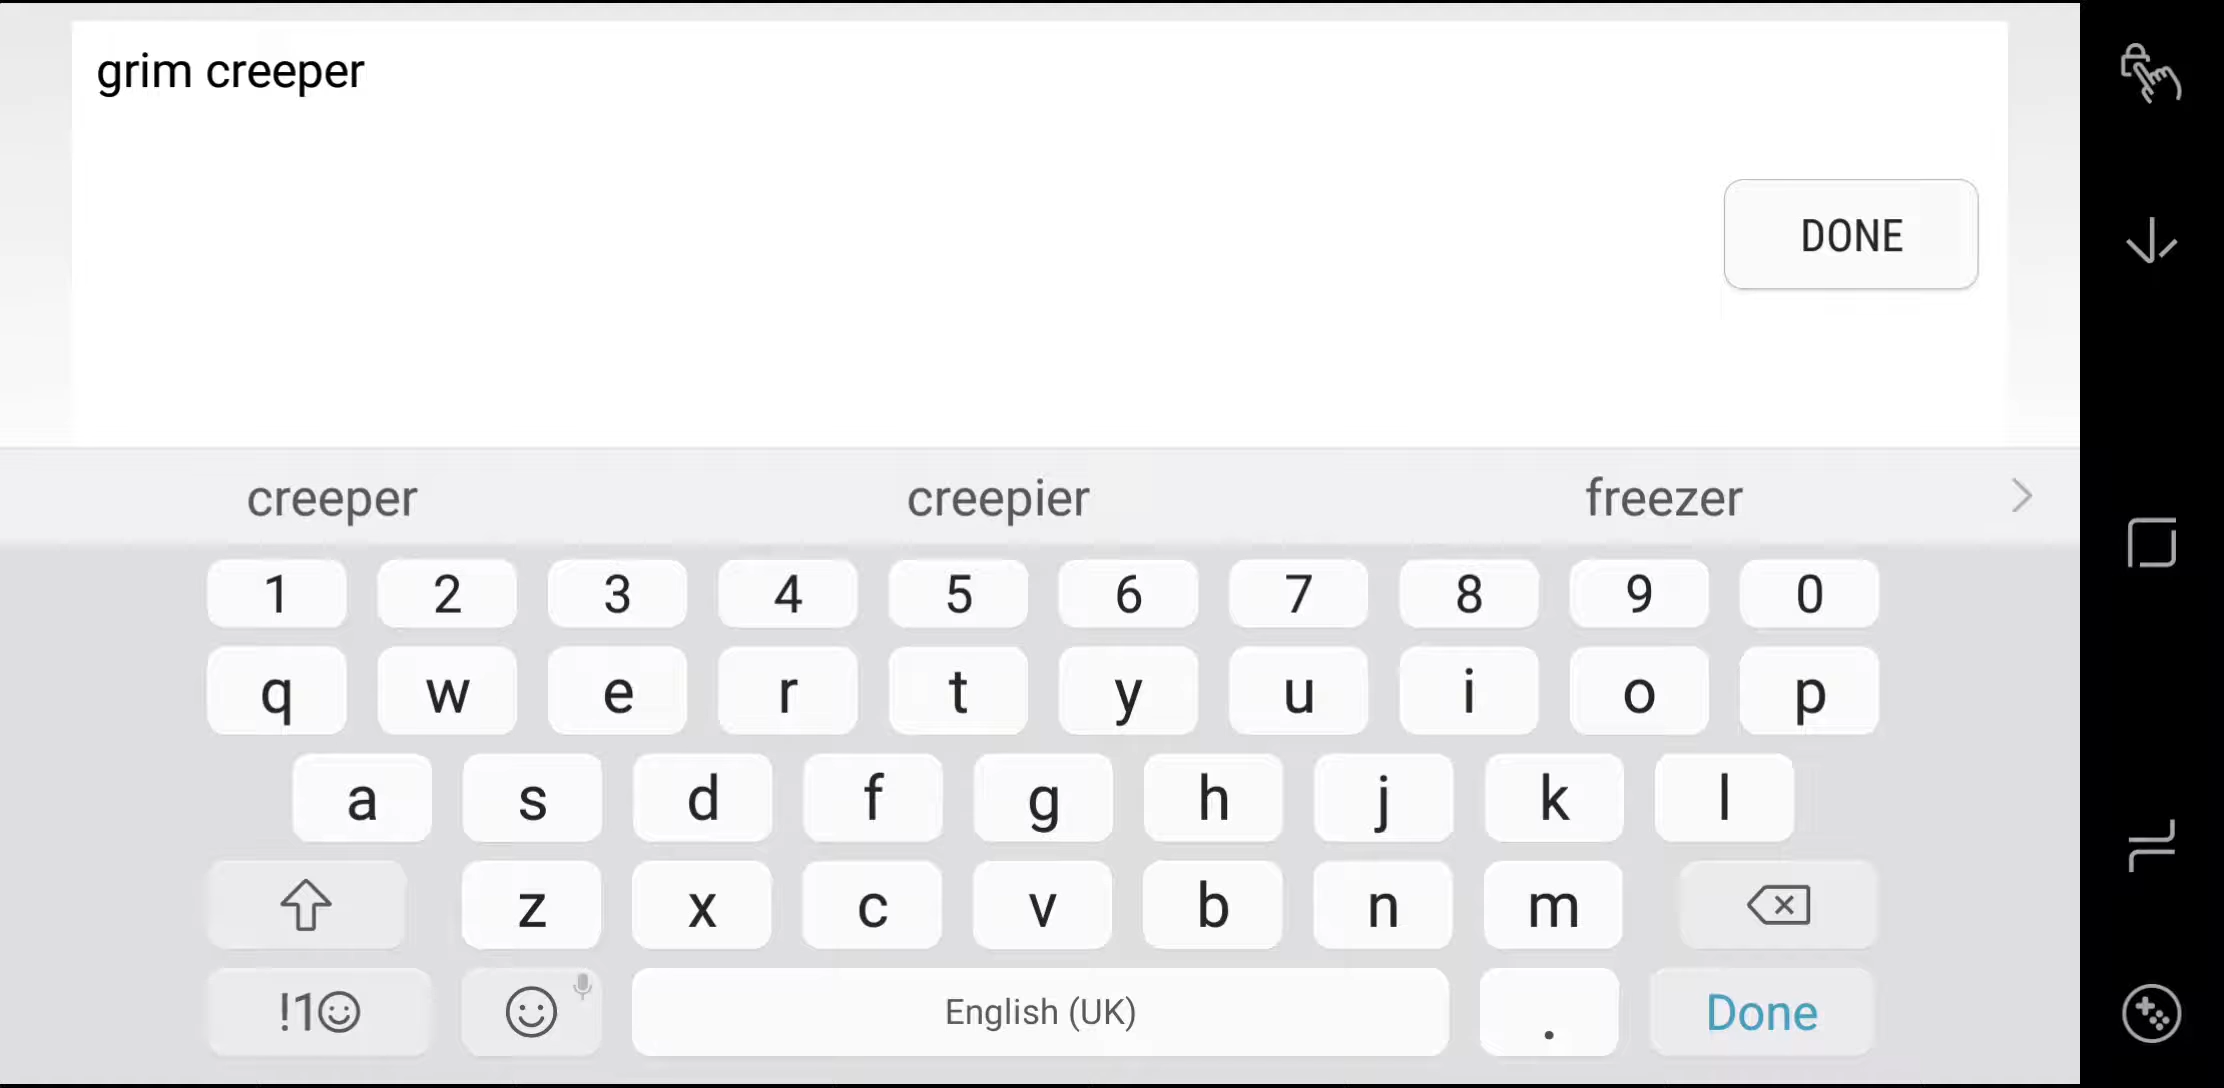 grim creeper
DONE
creeper creepier freezer
1 2 3 4 5 6 7 8 9 0
q w e r t y u i o p
a s d f g h j k l
z x c v b n m
!1☺ English (UK) . Done